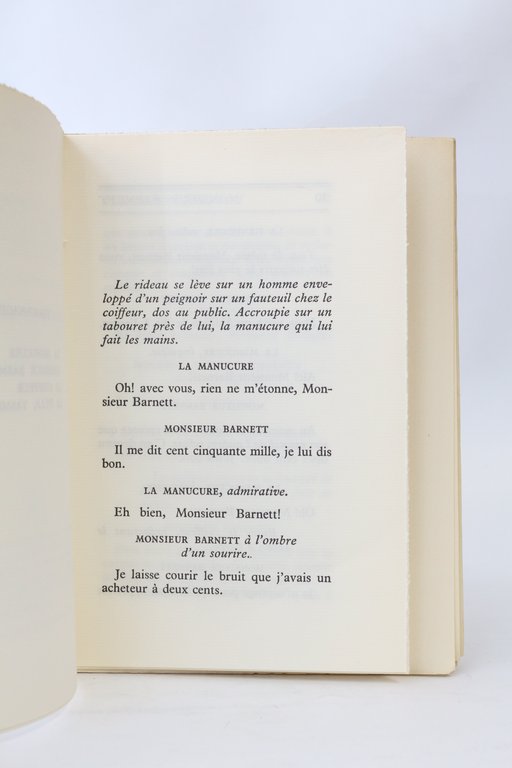 Le rideau se lève sur un homme enve-
loppé d'un peignoir sur un fauteuil chez le
coiffeur, dos au public. Accroupie sur un
tabouret près de lui, la manucure qui lui
fait les mains.
LA MANUCURE
Oh! avec vous, rien ne m'étonne, Mon-
sieur Barnett.
MONSIEUR BARNETT
Il me dit cent cinquante mille, je lui dis
bon.
LA MANUCURE, admirative.
Eh bien, Monsieur Barnett!
MONSIEUR BARNETT à l'ombre
d'un sourire..
Je laisse courir le bruit que j'avais un
acheteur à deux cents.